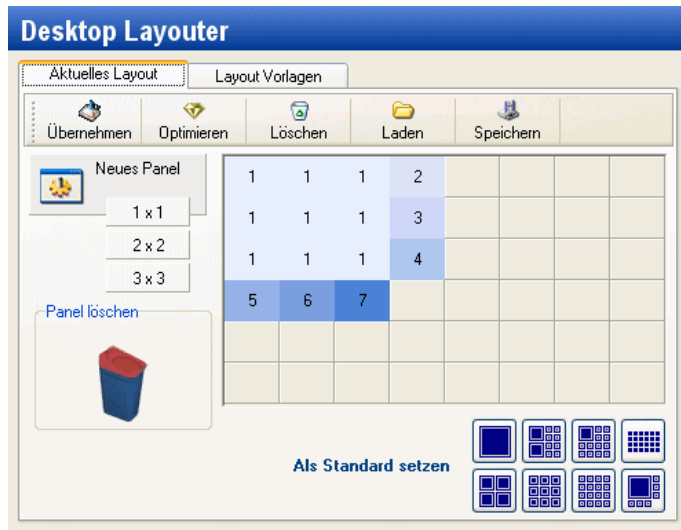 Desktop Layouter
Aktuelles Layout Layout Vorlagen
Übernehmen Optimieren Löschen Laden Speichern
Neues Panel
1 x 1
2 x 2
3 x 3
Panel löschen
1 1 1 2
1 1 1 3
1 1 1 4
5 6 7
Als Standard setzen